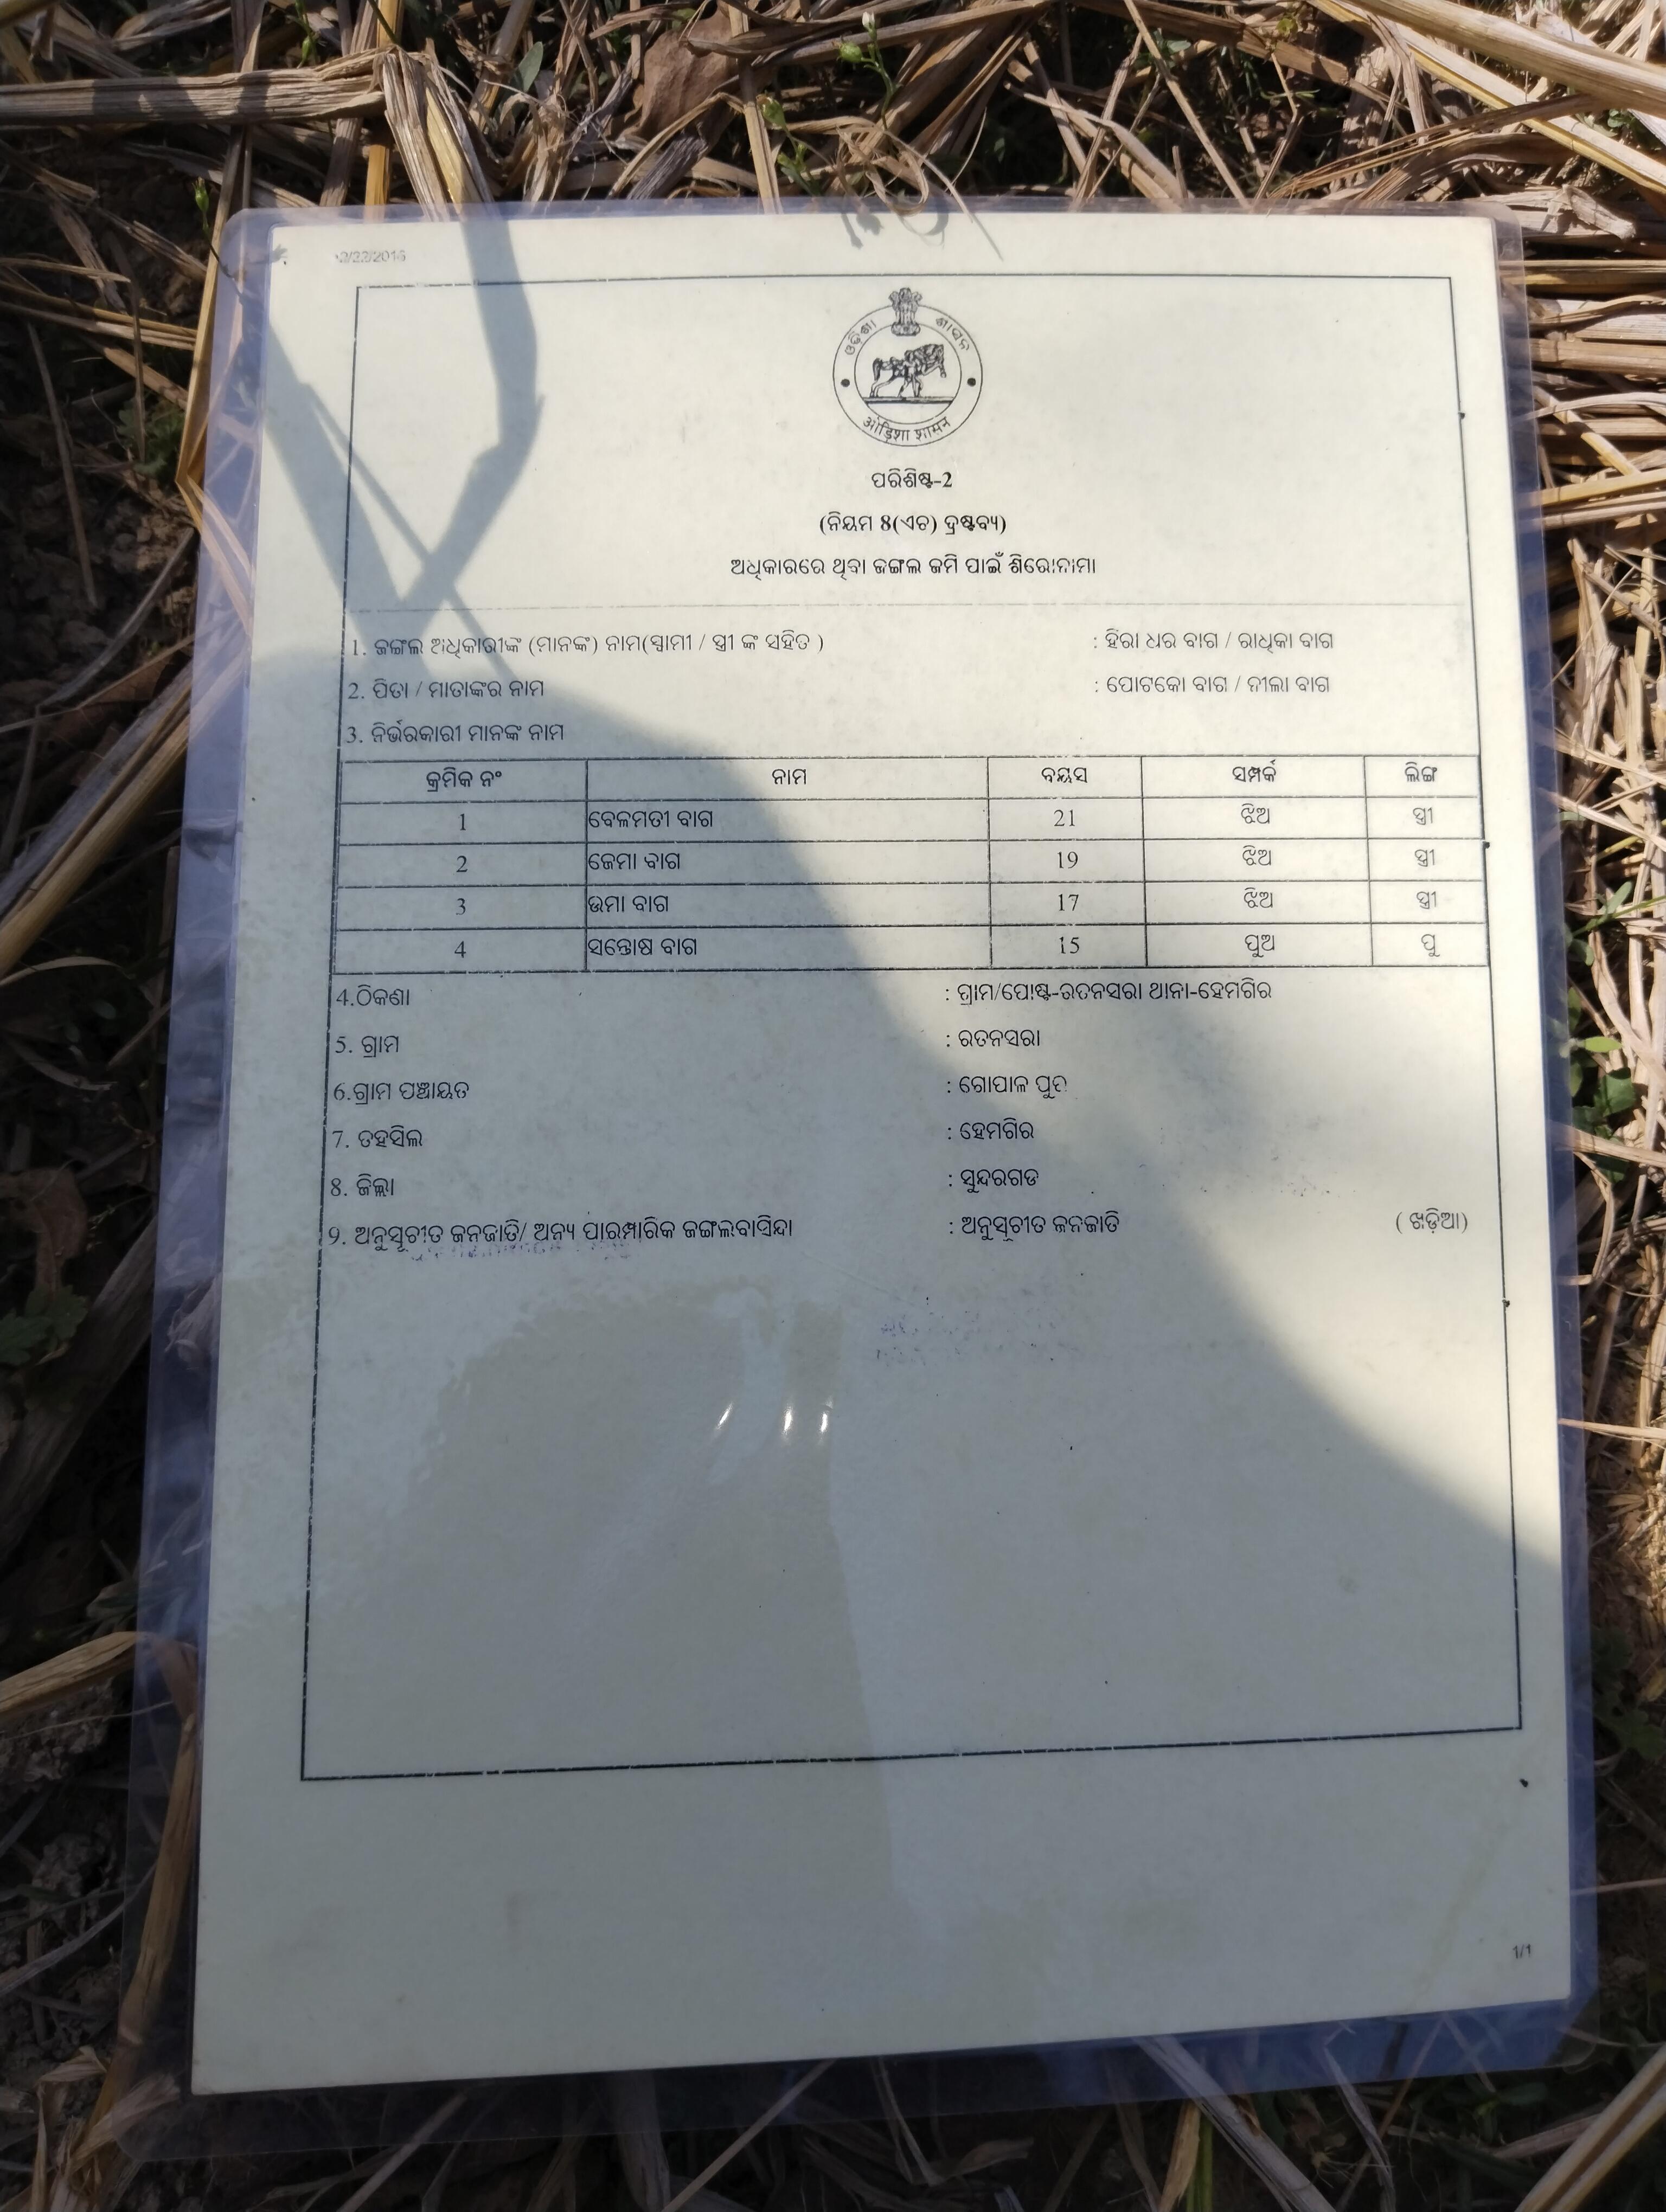 ଓଡ଼ିଶା ଶାସନ
ओड़िशा शासन
ପରିଶିଷ୍ଟ-2
(ନିୟମ 8(ଏଚ) ଦ୍ରଷ୍ଟବ୍ୟ)
ଅଧିକାରରେ ଥିବା ଜଙ୍ଗଲ ଜମି ପାଇଁ ଶିରୋନାମା
1. ଜଙ୍ଗଲ ଅଧିକାରୀଙ୍କ (ମାନଙ୍କ) ନାମ(ସ୍ୱାମୀ / ସ୍ତ୍ରୀ ଙ୍କ ସହିତ ) : ହିରା ଧର ବାଗ / ରାଧିକା ବାଗ
2. ପିତା / ମାତାଙ୍କର ନାମ : ପୋଟକୋ ବାଗ / ନୀଲା ବାଗ
3. ନିର୍ଭରକାରୀ ମାନଙ୍କ ନାମ
କ୍ରମିକ ନଂ ନାମ ବୟସ ସମ୍ପର୍କ ଲିଙ୍ଗ
1 ବେଳମତୀ ବାଗ 21 ଝିଅ ସ୍ତ୍ରୀ
2 ଜେମା ବାଗ 19 ଝିଅ ସ୍ତ୍ରୀ
3 ଉମା ବାଗ 17 ଝିଅ ସ୍ତ୍ରୀ
4 ସନ୍ତୋଷ ବାଗ 15 ପୁଅ ପୁ
4.ଠିକଣା : ଗ୍ରାମ/ପୋଷ୍ଟ-ରତନସରା ଥାନା-ହେମଗିର
5. ଗ୍ରାମ : ରତନସରା
6.ଗ୍ରାମ ପଞ୍ଚାୟତ : ଗୋପାଳ ପୁର
7. ତହସିଲ : ହେମଗିର
8. ଜିଲ୍ଲା : ସୁନ୍ଦରଗଡ
9. ଅନୁସୂଚୀତ ଜନଜାତି/ ଅନ୍ୟ ପାରମ୍ପାରିକ ଜଙ୍ଗଲବାସିନ୍ଦା : ଅନୁସୂଚୀତ ଜନଜାତି ( ଖଡ଼ିଆ)
1/1